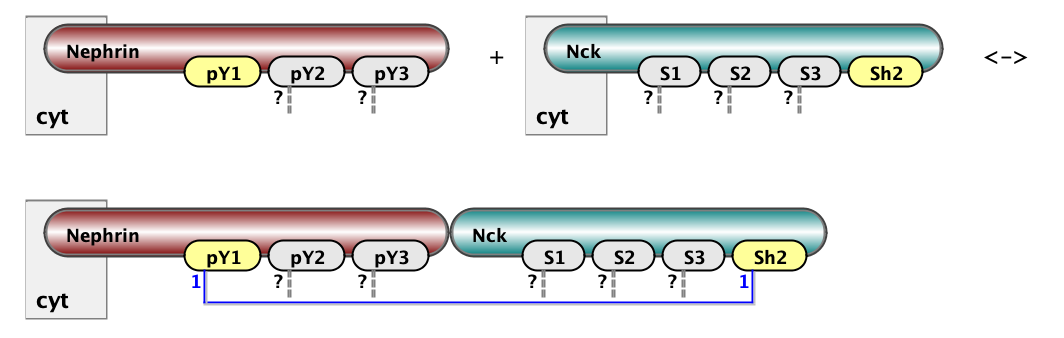 Nephrin + Nck <->
pY1 pY2 pY3 S1 S2 S3 Sh2
? ? ? ? ?
cyt cyt
Nephrin Nck
pY1 pY2 pY3 S1 S2 S3 Sh2
1 ? ? ? ? ? 1
cyt